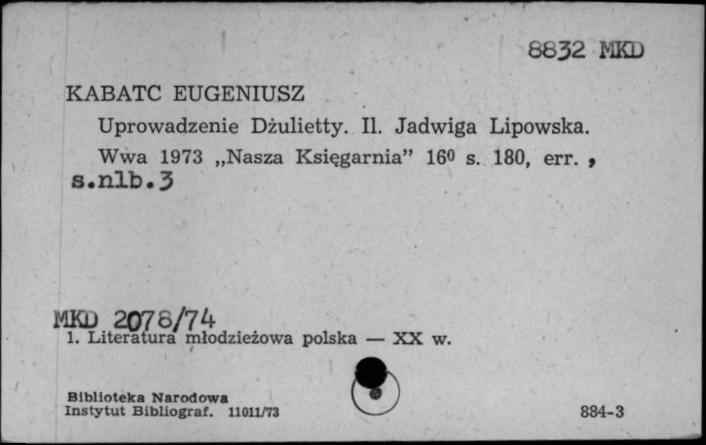 8832 MKD
KABATC EUGENIUSZ
Uprowadzenie Dżulietty. Il. Jadwiga Lipowska.
Wwa 1973 „Nasza Księgarnia” 16⁰ s. 180, err. ,
s.nlb.3
MKD 2078/74
1. Literatura młodzieżowa polska — XX w.
Biblioteka Narodowa
Instytut Bibliograf. 11011/73
884-3